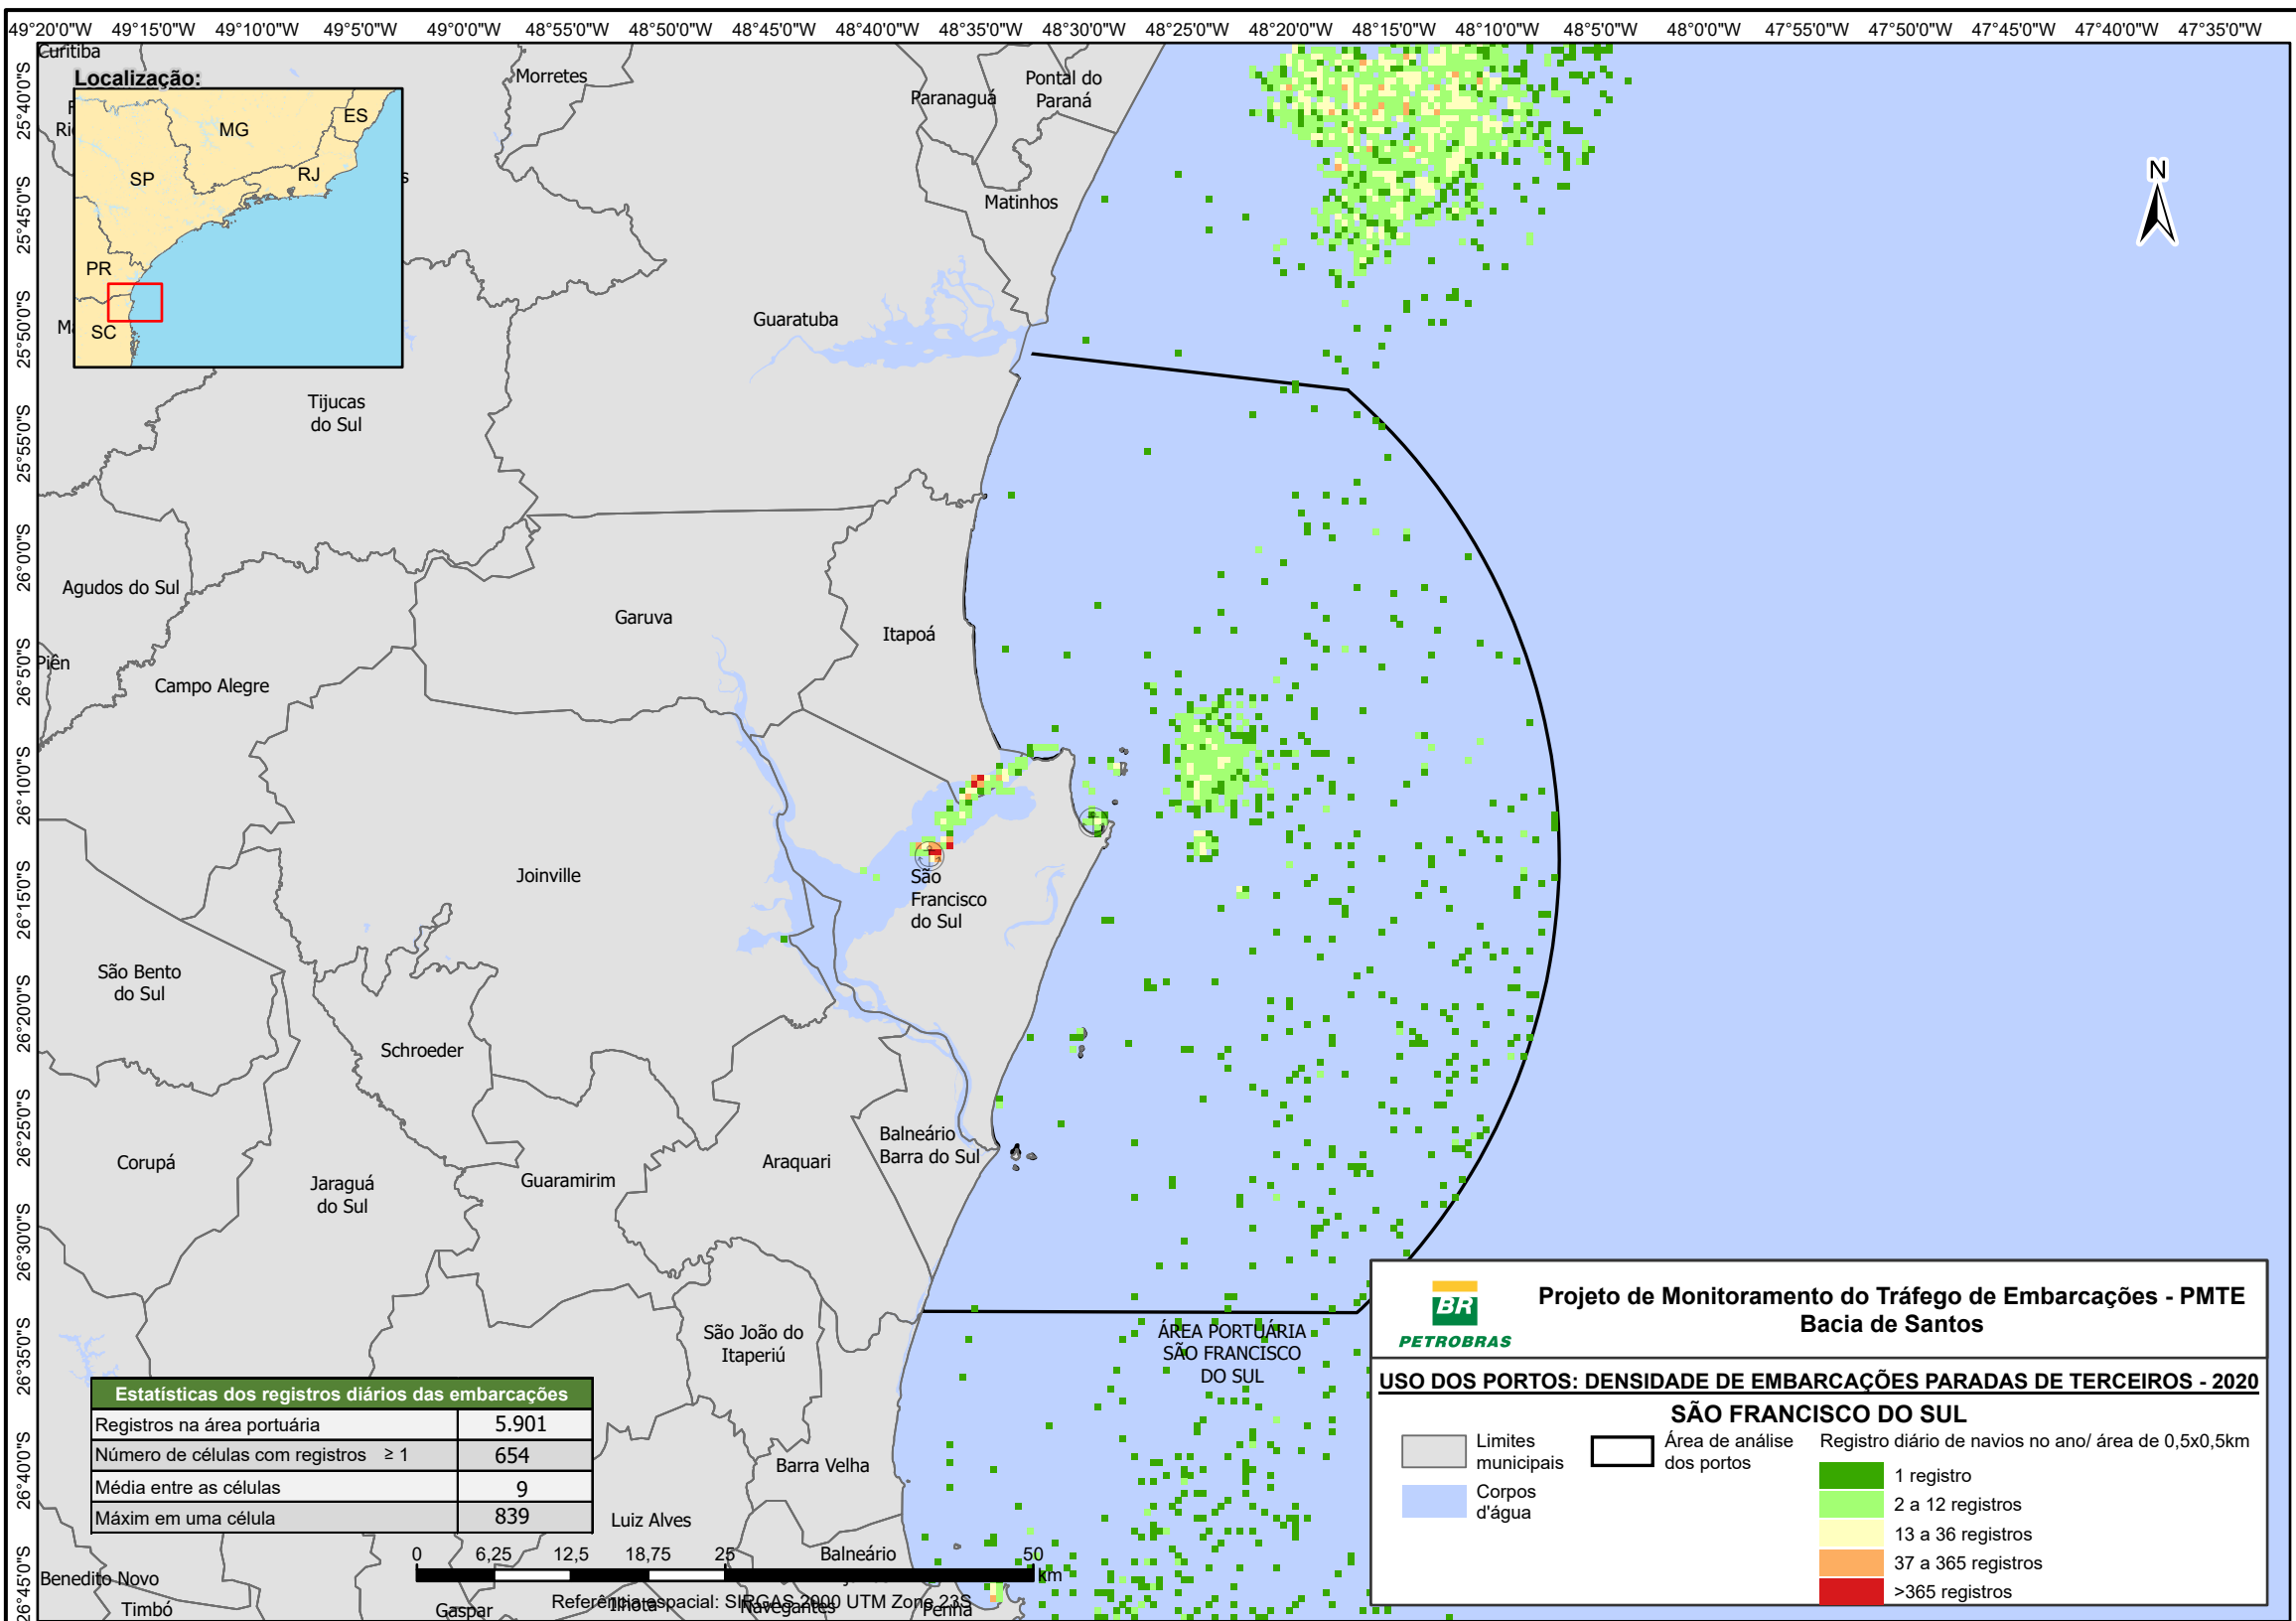 49°20'0"W 49°15'0"W 49°10'0"W 49°5'0"W 49°0'0"W 48°55'0"W 48°50'0"W 48°45'0"W 48°40'0"W 48°35'0"W 48°30'0"W 48°25'0"W 48°20'0"W 48°15'0"W 48°10'0"W 48°5'0"W 48°0'0"W 47°55'0"W 47°50'0"W 47°45'0"W 47°40'0"W 47°35'0"W
25°40'0"S
25°45'0"S
25°50'0"S
25°55'0"S
26°0'0"S
26°5'0"S
26°10'0"S
26°15'0"S
26°20'0"S
26°25'0"S
26°30'0"S
26°35'0"S
26°40'0"S
26°45'0"S
Curitiba
Localização:
MG
ES
SP
RJ
PR
SC
N
Morretes
Paranaguá
Pontal do
Paraná
Matinhos
Guaratuba
Tijucas
do Sul
Agudos do Sul
Piên
Campo Alegre
Garuva
Itapoá
Joinville
São
Francisco
do Sul
São Bento
do Sul
Schroeder
Corupá
Jaraguá
do Sul
Guaramirim
Araquari
Balneário
Barra do Sul
São João do
Itaperiú
Barra Velha
Luiz Alves
Balneário
Benedito Novo
Timbó
Gaspar
Ilhota
Navegantes
Penha
ÁREA PORTUÁRIA
SÃO FRANCISCO
DO SUL
Estatísticas dos registros diários das embarcações
Registros na área portuária 5.901
Número de células com registros ≥ 1 654
Média entre as células 9
Máxim em uma célula 839
0 6,25 12,5 18,75 25 50
km
Referência espacial: SIRGAS 2000 UTM Zone 23S
BR
PETROBRAS
Projeto de Monitoramento do Tráfego de Embarcações - PMTE
Bacia de Santos
USO DOS PORTOS: DENSIDADE DE EMBARCAÇÕES PARADAS DE TERCEIROS - 2020
SÃO FRANCISCO DO SUL
Limites
municipais
Corpos
d'água
Área de análise
dos portos
Registro diário de navios no ano/ área de 0,5x0,5km
1 registro
2 a 12 registros
13 a 36 registros
37 a 365 registros
>365 registros